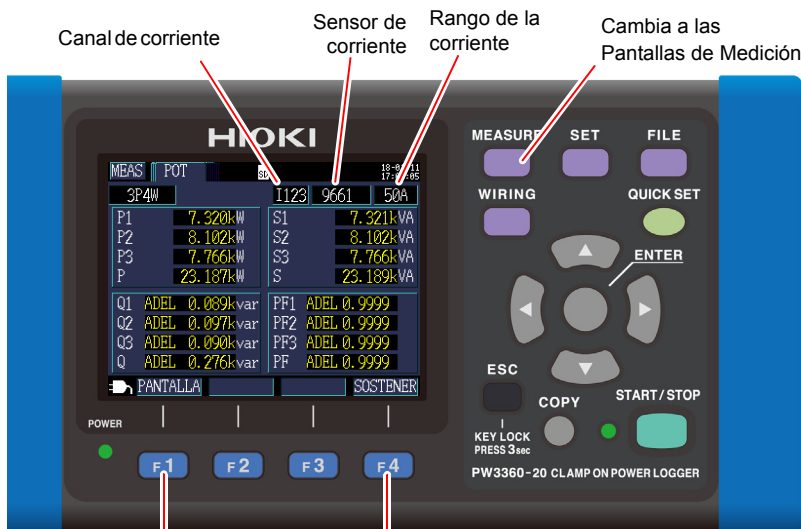 Canal de corriente
Sensor de
corriente
Rango de la
corriente
Cambia a las
Pantallas de Medición
HIOKI
MEAS POT
3P4W I123 9661 50A
P1 7.320kW S1 7.321kVA
P2 8.102kW S2 8.102kVA
P3 7.766kW S3 7.766kVA
P 23.187kW S 23.189kVA
Q1 ADEL 0.089kvar PF1 ADEL 0.9999
Q2 ADEL 0.097kvar PF2 ADEL 0.9999
Q3 ADEL 0.090kvar PF3 ADEL 0.9999
Q ADEL 0.276kvar PF ADEL 0.9999
PANTALLA SOSTENER
POWER
F1 F2 F3 F4
MEASURE SET FILE
WIRING QUICK SET
ENTER
ESC
COPY
START/STOP
KEY LOCK
PRESS 3sec
PW3360-20 CLAMP ON POWER LOGGER